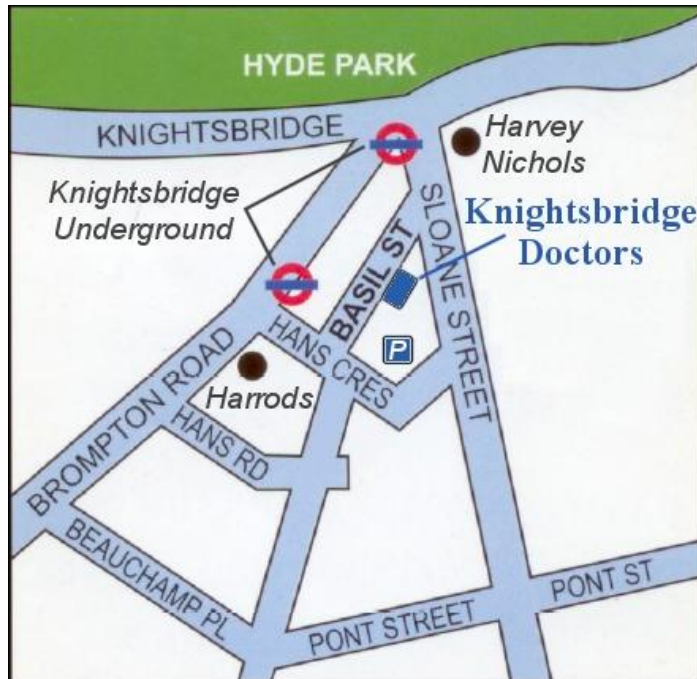 HYDE PARK
KNIGHTSBRIDGE
Harvey
Nichols
Knightsbridge
Underground
SLOANE STREET
Knightsbridge
Doctors
BASIL ST
P
HANS CRES
BROMPTON ROAD
Harrods
HANS RD
BEAUCHAMP PL
PONT STREET
PONT ST